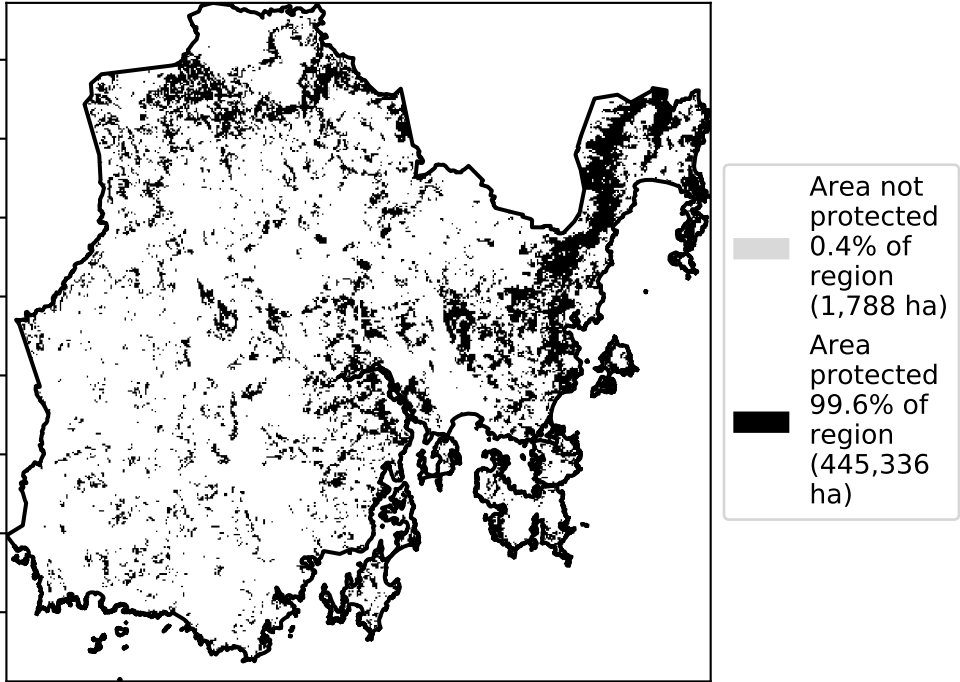 Area not
protected
0.4% of
region
(1,788 ha)
Area
protected
99.6% of
region
(445,336
ha)